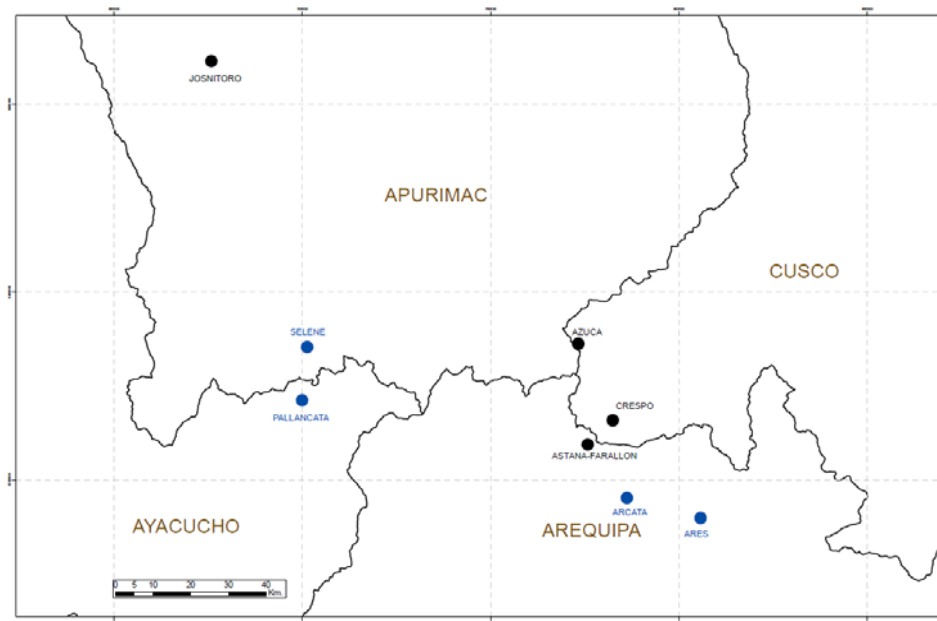 JOSNITORO
APURIMAC
CUSCO
SELENE
AZUCA
PALLANCATA
CRESPO
ASTANA-FARALLON
ARCATA
AYACUCHO
AREQUIPA
ARES
0 5 10 20 30 40
Km.